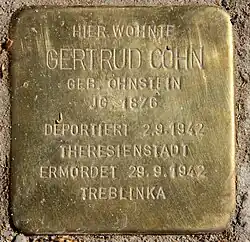 HIER WOHNTE
GERTRUD COHN
GEB. OHNSTEIN
JG. 1876
DEPORTIERT 2.9.1942
THERESIENSTADT
ERMORDET 29.9.1942
TREBLINKA